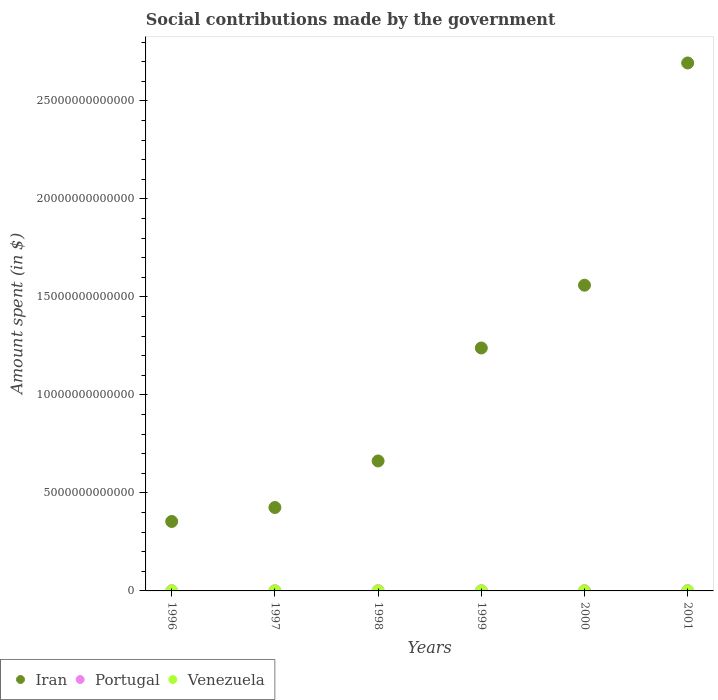 Social contributions made by the government
Amount spent (in $)
25000000000000
20000000000000
15000000000000
10000000000000
5000000000000
0
1996
1997
1998
1999
2000
2001
Years
Iran
Portugal
Venezuela